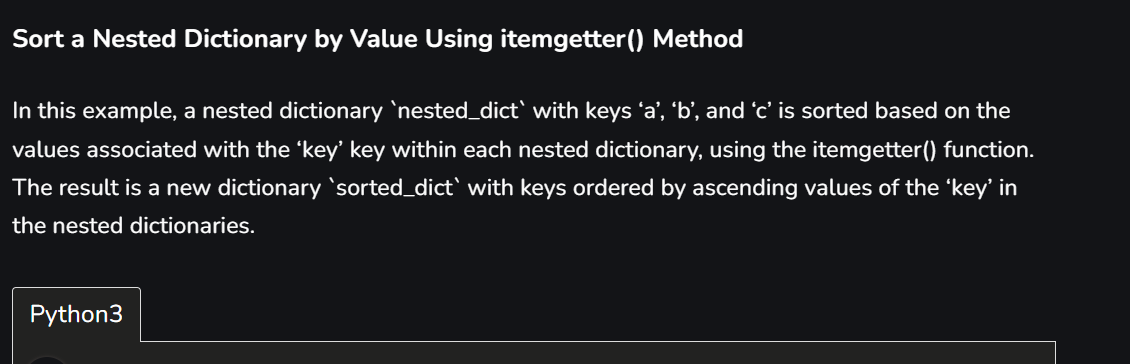 Sort a Nested Dictionary by Value Using itemgetter() Method
In this example, a nested dictionary `nested_dict` with keys ‘a’, ‘b’, and ‘c’ is sorted based on the
values associated with the ‘key’ key within each nested dictionary, using the itemgetter() function.
The result is a new dictionary `sorted_dict` with keys ordered by ascending values of the ‘key’ in
the nested dictionaries.
Python3